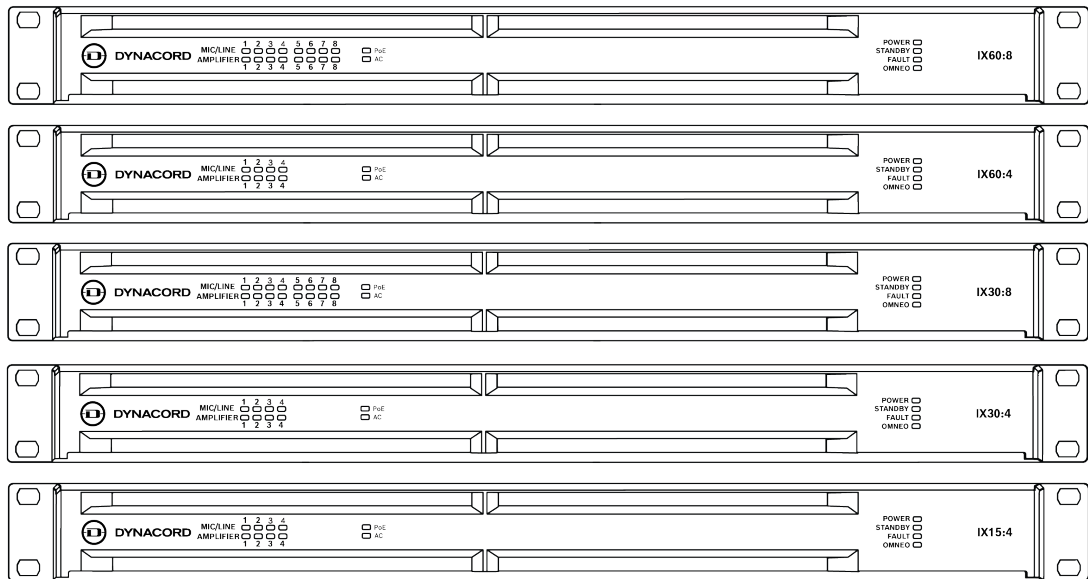 1 2 3 4 5 6 7 8
DYNACORD MIC/LINE PoE POWER
AMPLIFIER AC STANDBY
1 2 3 4 5 6 7 8 FAULT
OMNEO
IX60:8
1 2 3 4
DYNACORD MIC/LINE PoE POWER
AMPLIFIER AC STANDBY
1 2 3 4 FAULT
OMNEO
IX60:4
1 2 3 4 5 6 7 8
DYNACORD MIC/LINE PoE POWER
AMPLIFIER AC STANDBY
1 2 3 4 5 6 7 8 FAULT
OMNEO
IX30:8
1 2 3 4
DYNACORD MIC/LINE PoE POWER
AMPLIFIER AC STANDBY
1 2 3 4 FAULT
OMNEO
IX30:4
1 2 3 4
DYNACORD MIC/LINE PoE POWER
AMPLIFIER AC STANDBY
1 2 3 4 FAULT
OMNEO
IX15:4